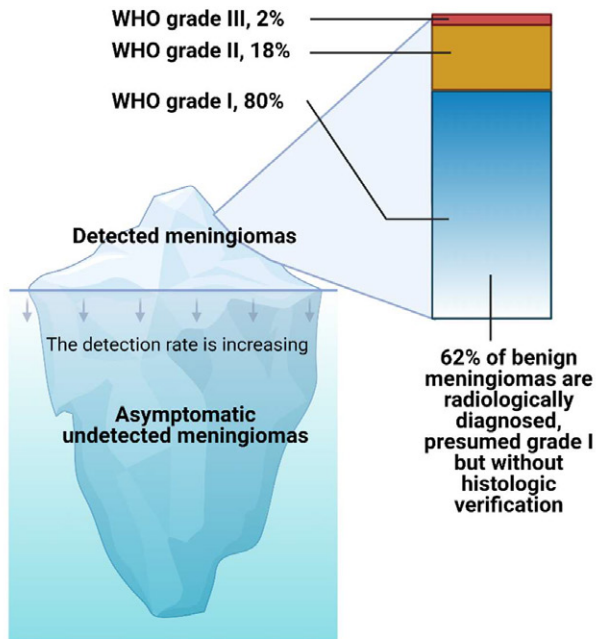 WHO grade III, 2%
WHO grade II, 18%
WHO grade I, 80%
Detected meningiomas
The detection rate is increasing
Asymptomatic
undetected meningiomas
62% of benign
meningiomas are
radiologically
diagnosed,
presumed grade I
but without
histologic
verification